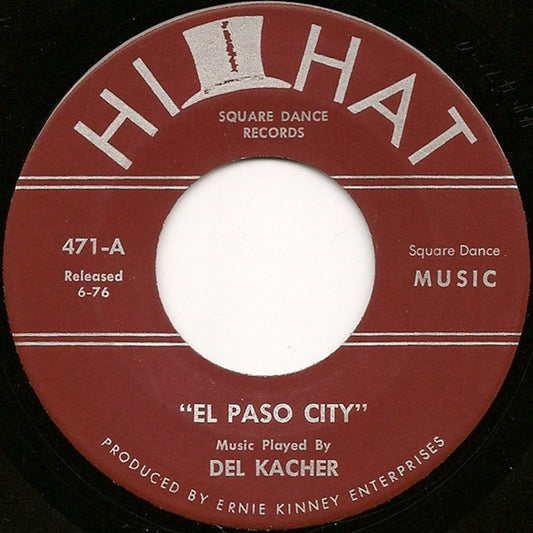 HI HAT
SQUARE DANCE
RECORDS
471-A
Released
6-76
Square Dance
MUSIC
"EL PASO CITY"
Music Played By
DEL KACHER
PRODUCED BY ERNIE KINNEY ENTERPRISES